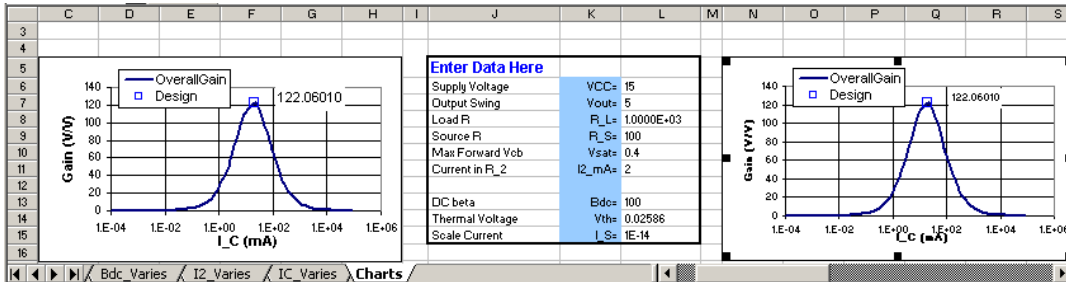 C D E F G H I J K L M N O P Q R S
3
4
5 Enter Data Here
6 Supply Voltage VCC= 15
7 Output Swing Vout= 5
8 Load R R_L= 1.0000E+03
9 Source R R_S= 100
10 Max Forward Vcb Vsat= 0.4
11 Current in R_2 I2_mA= 2
12
13 DC beta Bdc= 100
14 Thermal Voltage Vth= 0.02586
15 Scale Current I_S= 1E-14
16
OverallGain
Design
122.06010
Gain (V/V)
140
120
100
80
60
40
20
0
1.E-04 1.E-02 1.E+00 1.E+02 1.E+04 1.E+06
I_C (mA)
OverallGain
Design
122.06010
Gain (V/V)
140
120
100
80
60
40
20
0
1.E-04 1.E-02 1.E+00 1.E+02 1.E+04 1.E+06
I_C (mA)
Bdc_Varies I2_Varies IC_Varies Charts